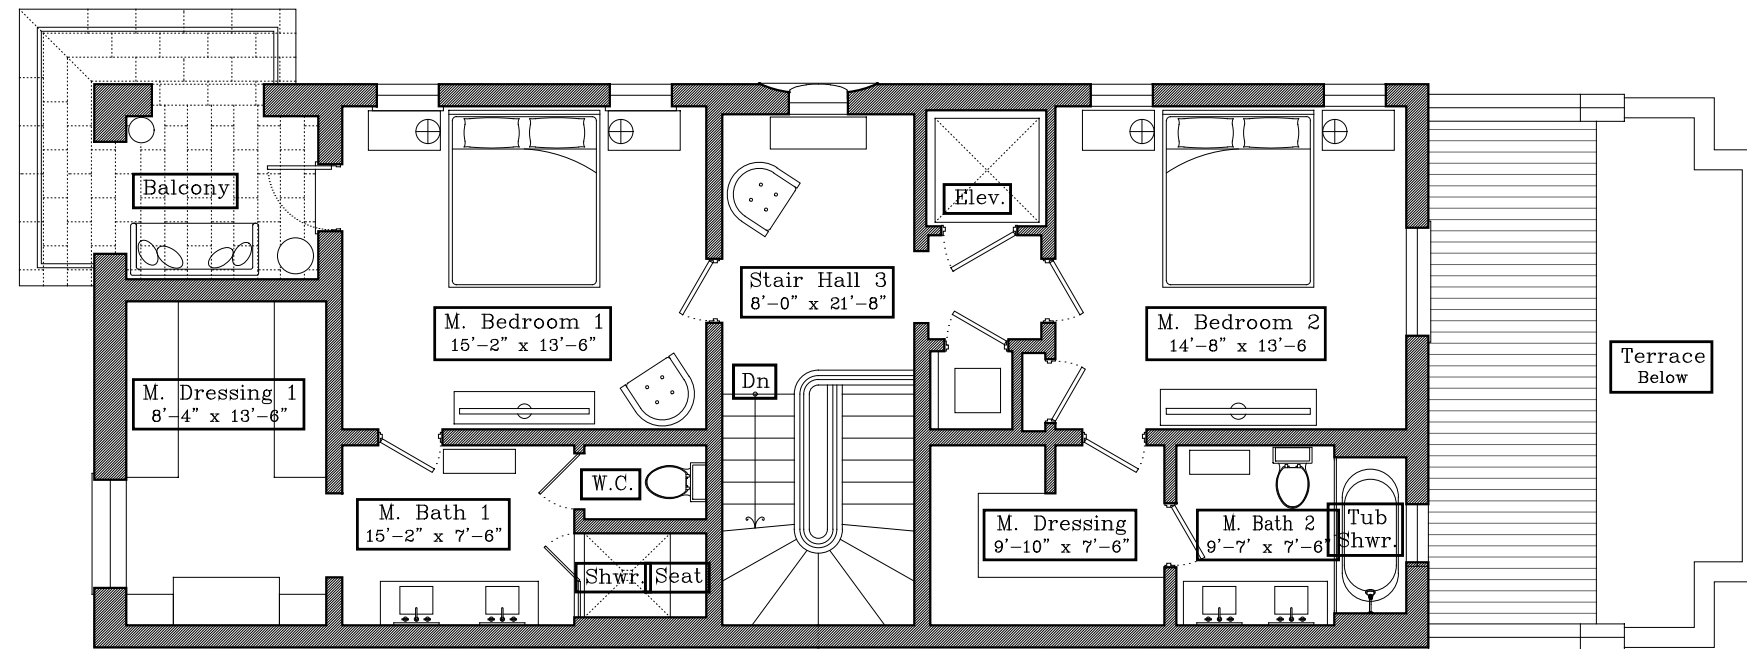 Balcony
Elev.
Stair Hall 3
8'-0" x 21'-8"
M. Bedroom 1
15'-2" x 13'-6"
M. Bedroom 2
14'-8" x 13'-6
Terrace
Below
Dn
M. Dressing 1
8'-4" x 13'-6"
W.C.
M. Bath 1
15'-2" x 7'-6"
M. Dressing
9'-10" x 7'-6"
M. Bath 2
9'-7' x 7'-6"
Tub
Shwr.
Shwr.
Seat